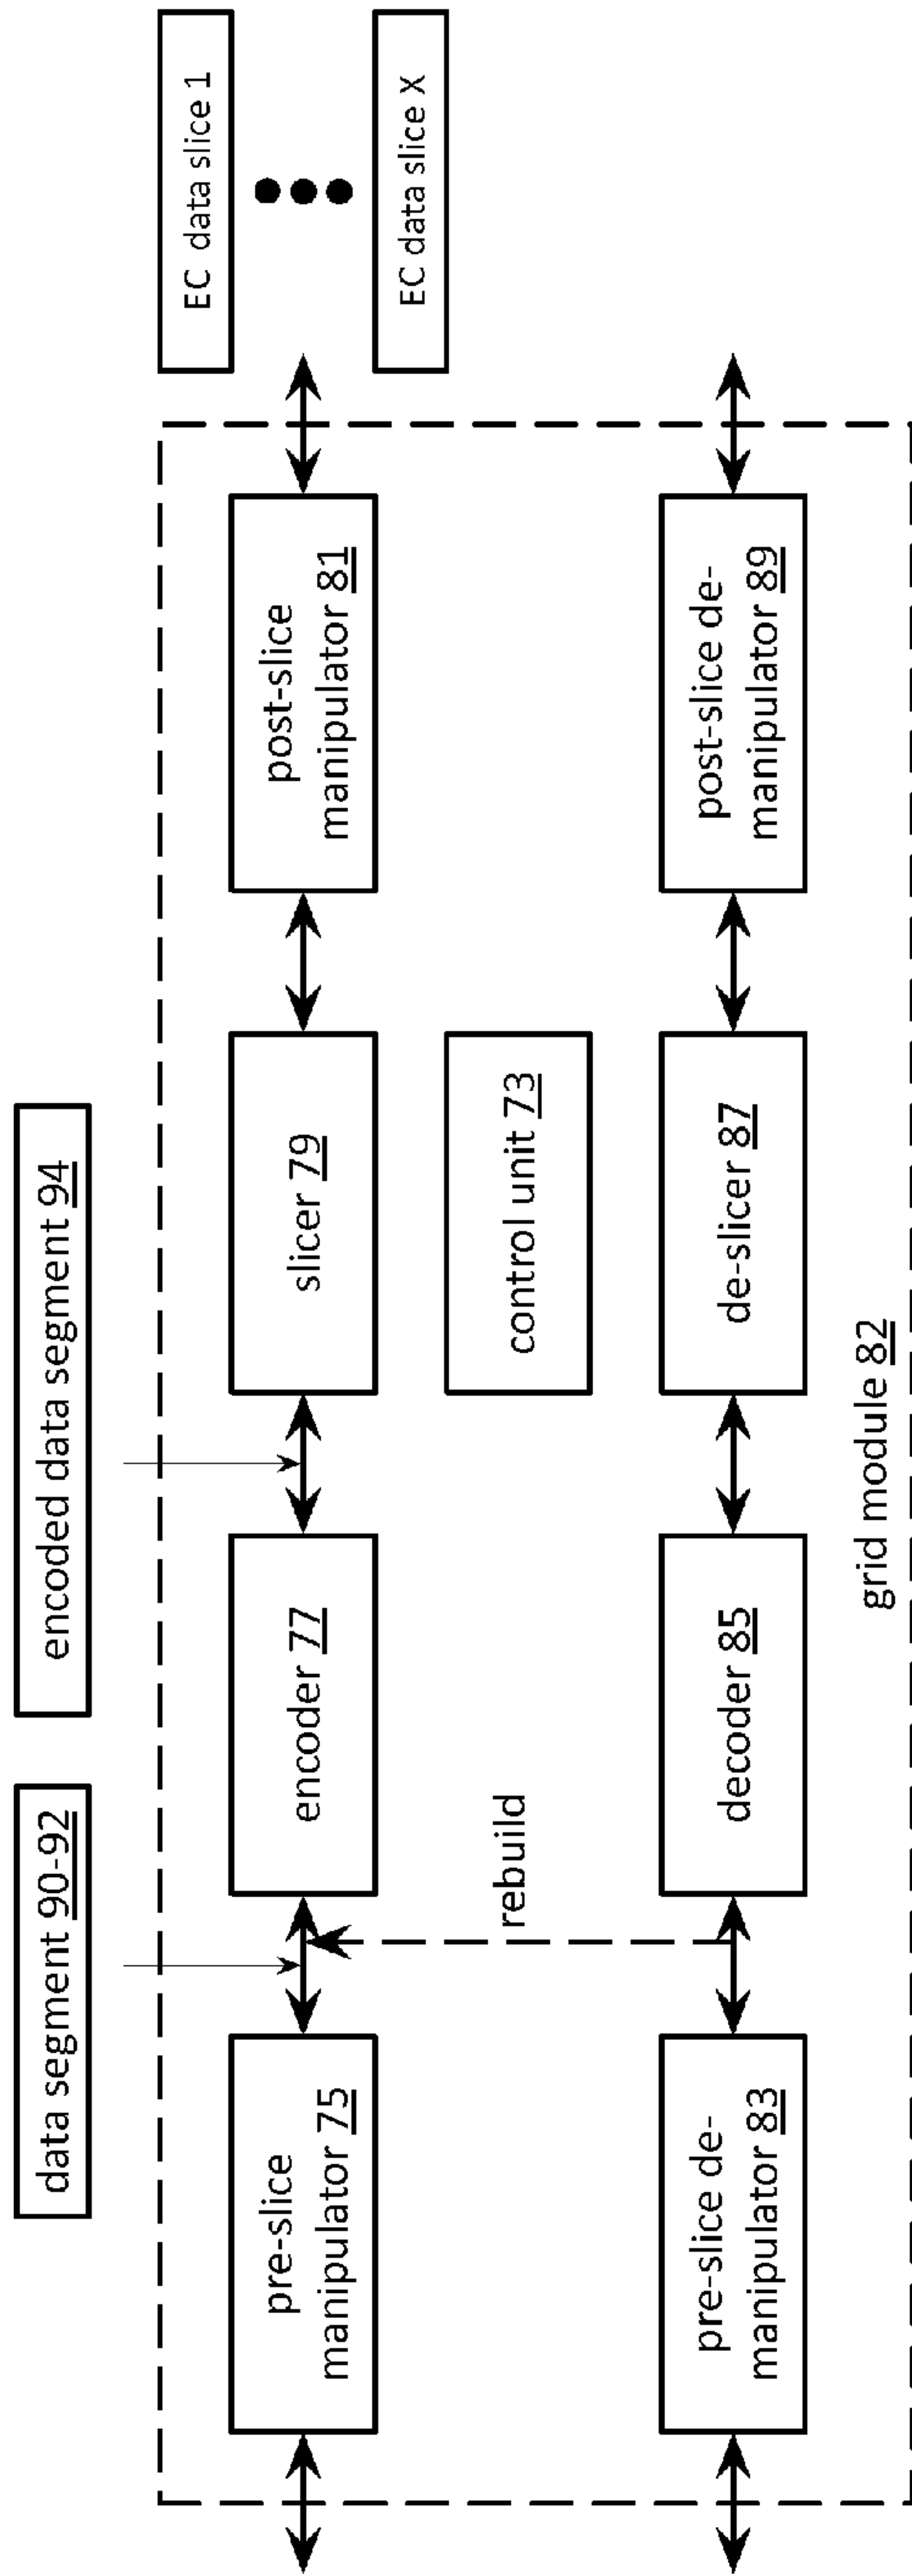 data segment 90-92
encoded data segment 94
EC data slice 1
EC data slice X
pre-slice
manipulator 75
encoder 77
slicer 79
post-slice
manipulator 81
rebuild
control unit 73
pre-slice de-
manipulator 83
decoder 85
de-slicer 87
post-slice de-
manipulator 89
grid module 82